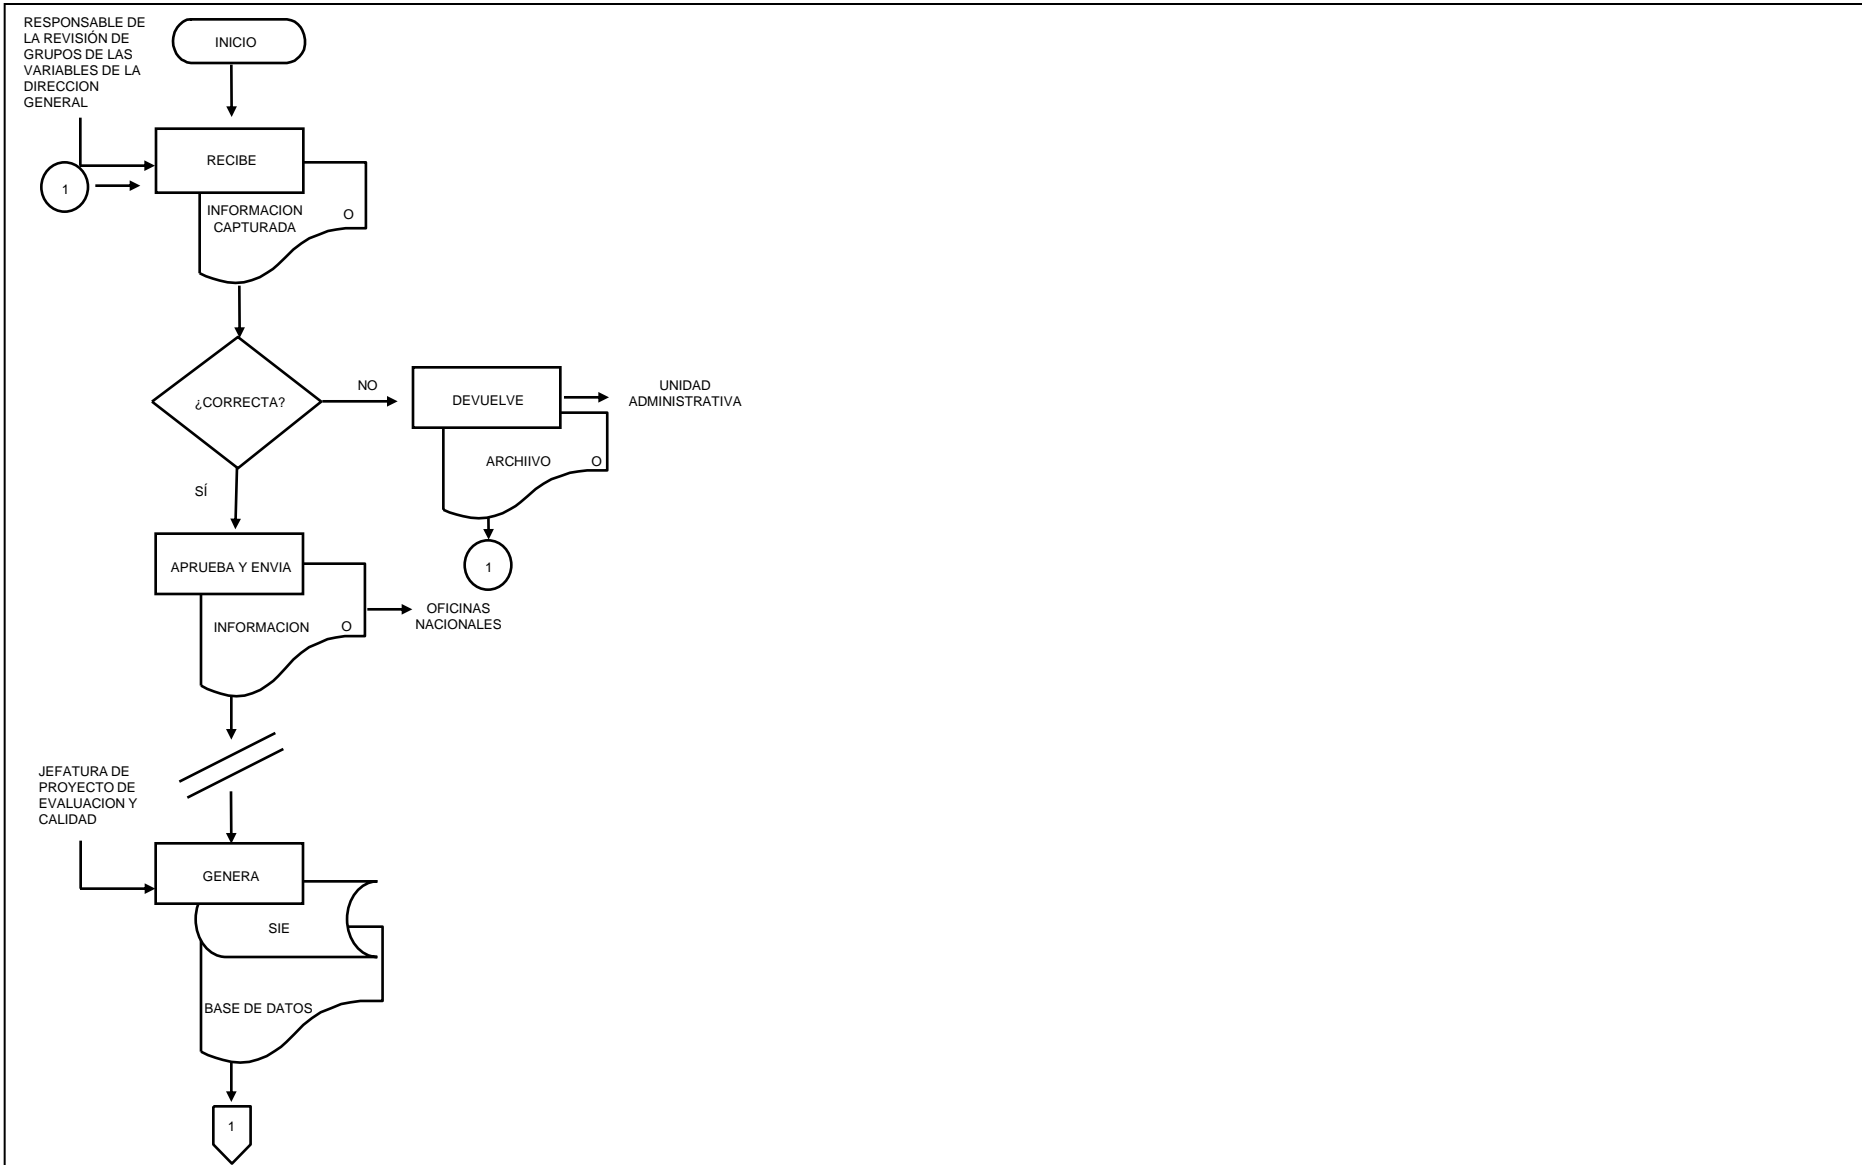 RESPONSABLE DE
LA REVISIÓN DE
GRUPOS DE LAS
VARIABLES DE LA
DIRECCION
GENERAL
INICIO
RECIBE
1
INFORMACION
CAPTURADA
O
¿CORRECTA?
NO
DEVUELVE
UNIDAD
ADMINISTRATIVA
ARCHIIVO
O
1
SÍ
APRUEBA Y ENVIA
INFORMACION
O
OFICINAS
NACIONALES
JEFATURA DE
PROYECTO DE
EVALUACION Y
CALIDAD
GENERA
SIE
BASE DE DATOS
1